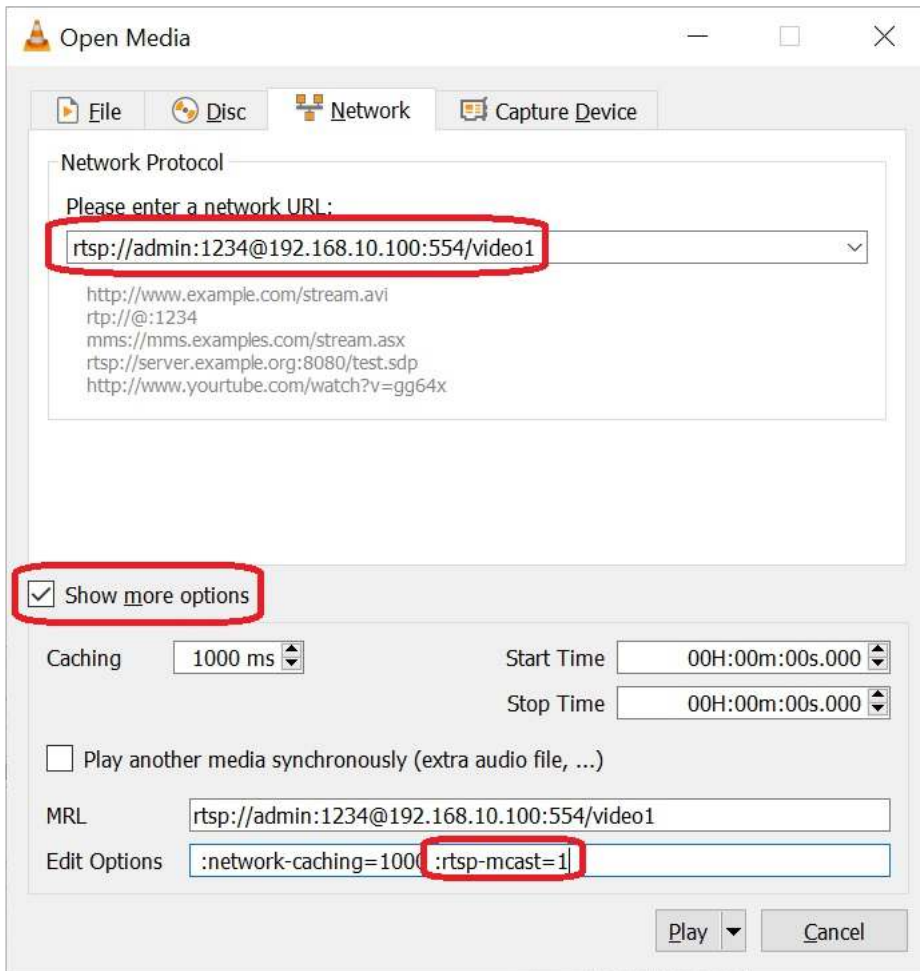 Open Media
File Disc Network Capture Device
Network Protocol
Please enter a network URL:
rtsp://admin:1234@192.168.10.100:554/video1
http://www.example.com/stream.avi
rtp://@:1234
mms://mms.examples.com/stream.asx
rtsp://server.example.org:8080/test.sdp
http://www.yourtube.com/watch?v=gg64x
Show more options
Caching 1000 ms Start Time 00H:00m:00s.000
Stop Time 00H:00m:00s.000
Play another media synchronously (extra audio file, ...)
MRL rtsp://admin:1234@192.168.10.100:554/video1
Edit Options :network-caching=1000 :rtsp-mcast=1
Play Cancel